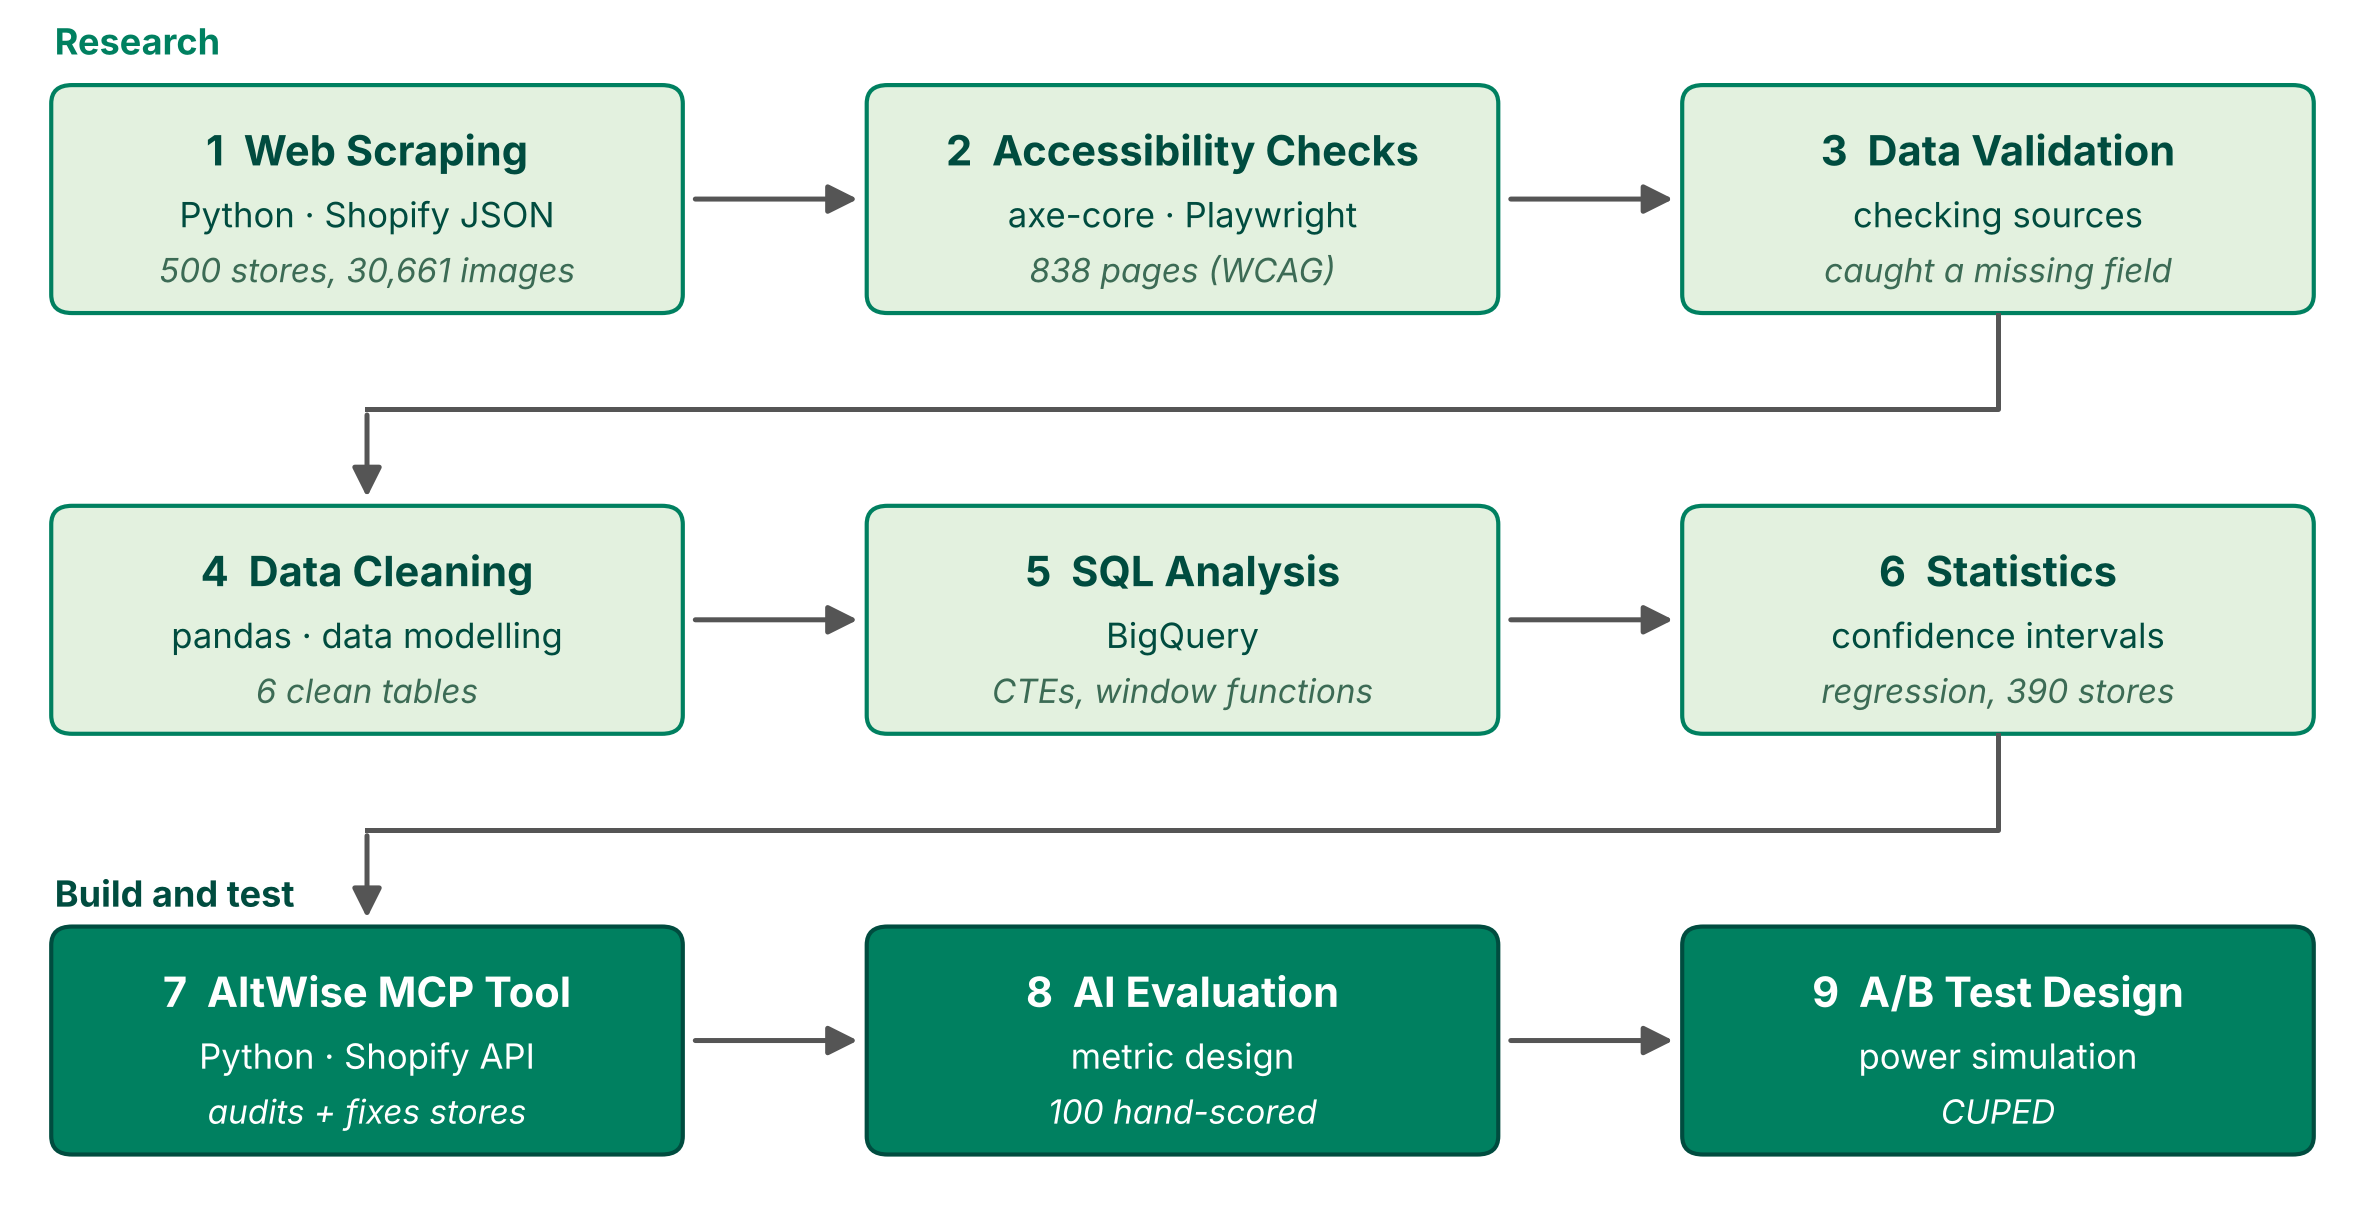 Research
1 Web Scraping
Python · Shopify JSON
500 stores, 30,661 images
2 Accessibility Checks
axe-core · Playwright
838 pages (WCAG)
3 Data Validation
checking sources
caught a missing field
4 Data Cleaning
pandas · data modelling
6 clean tables
5 SQL Analysis
BigQuery
CTEs, window functions
6 Statistics
confidence intervals
regression, 390 stores
Build and test
7 AltWise MCP Tool
Python · Shopify API
audits + fixes stores
8 AI Evaluation
metric design
100 hand-scored
9 A/B Test Design
power simulation
CUPED